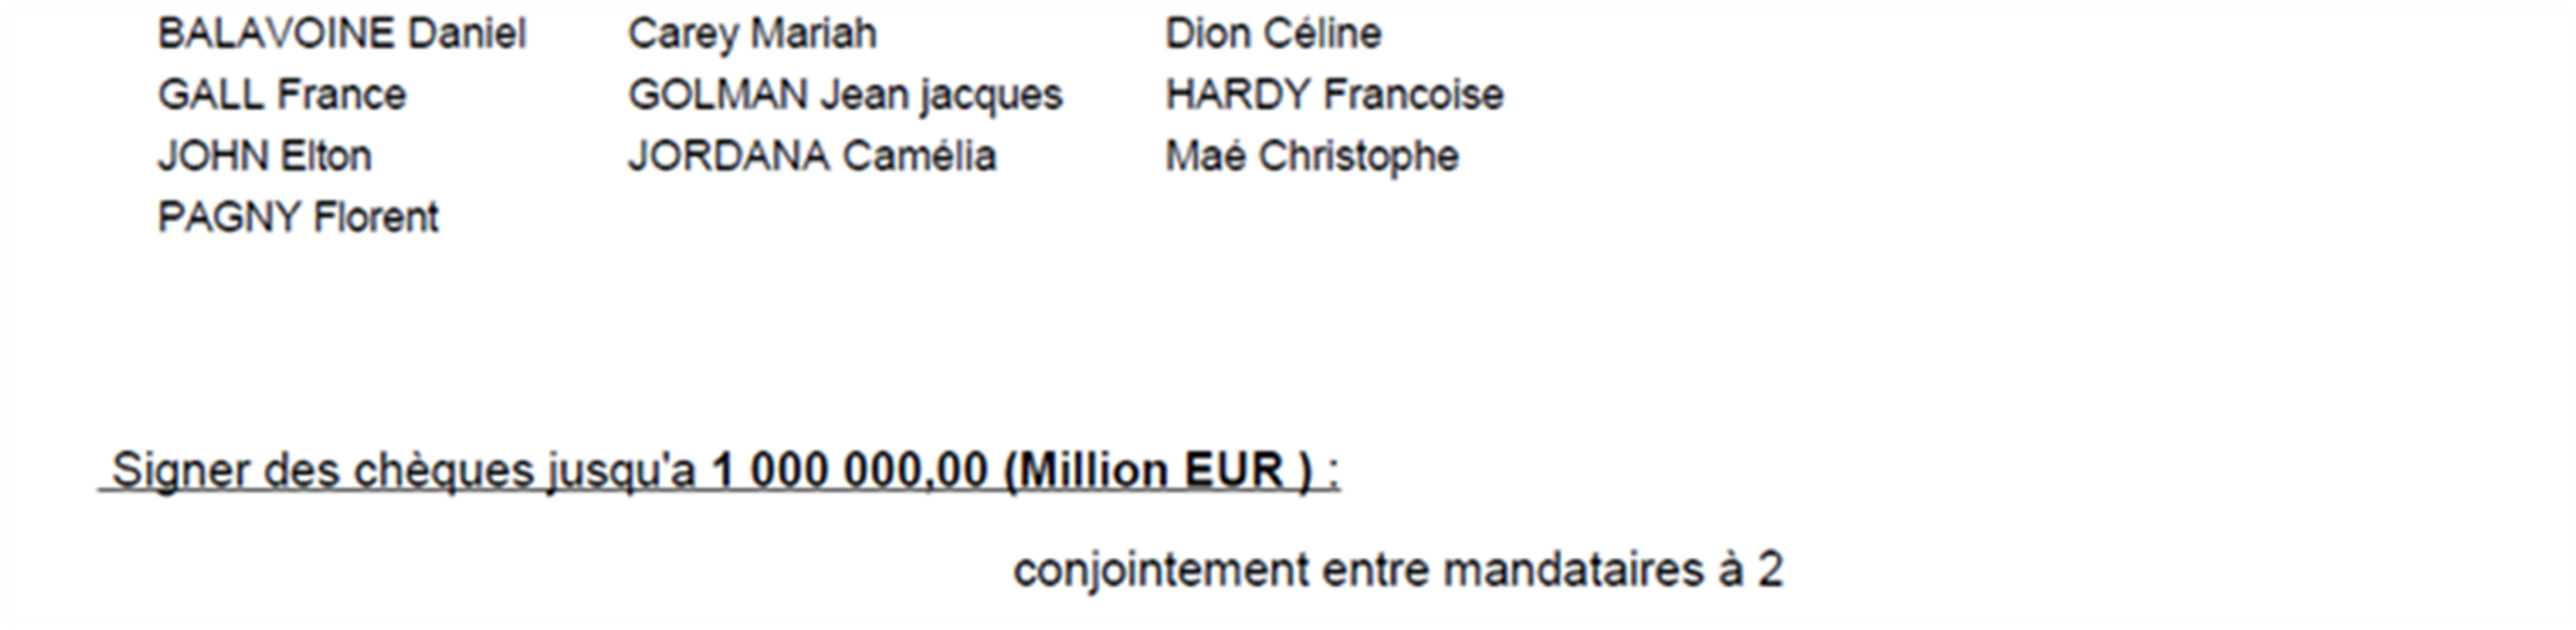 BALAVOINE Daniel Carey Mariah Dion Céline
GALL France GOLMAN Jean jacques HARDY Francoise
JOHN Elton JORDANA Camélia Maé Christophe
PAGNY Florent
Signer des chèques jusqu'a 1 000 000,00 (Million EUR ) :
conjointement entre mandataires à 2